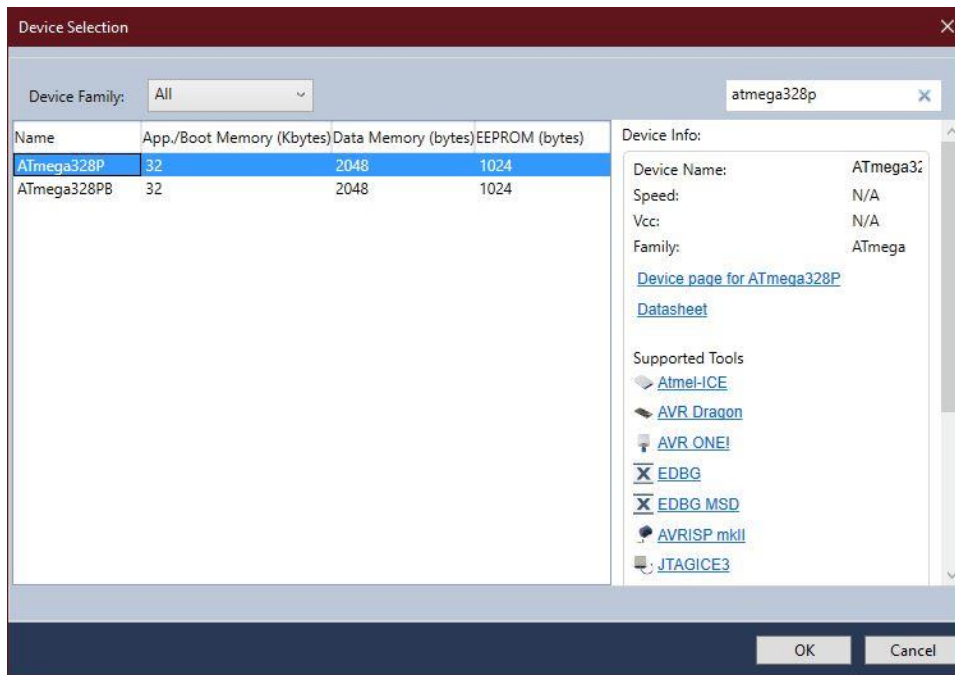 Device Selection
Device Family: All atmega328p
Name App./Boot Memory (Kbytes) Data Memory (bytes) EEPROM (bytes)
ATmega328P 32 2048 1024
ATmega328PB 32 2048 1024
Device Info:
Device Name: ATmega32
Speed: N/A
Vcc: N/A
Family: ATmega
Device page for ATmega328P
Datasheet
Supported Tools
Atmel-ICE
AVR Dragon
AVR ONE!
EDBG
EDBG MSD
AVRISP mkII
JTAGICE3
OK Cancel